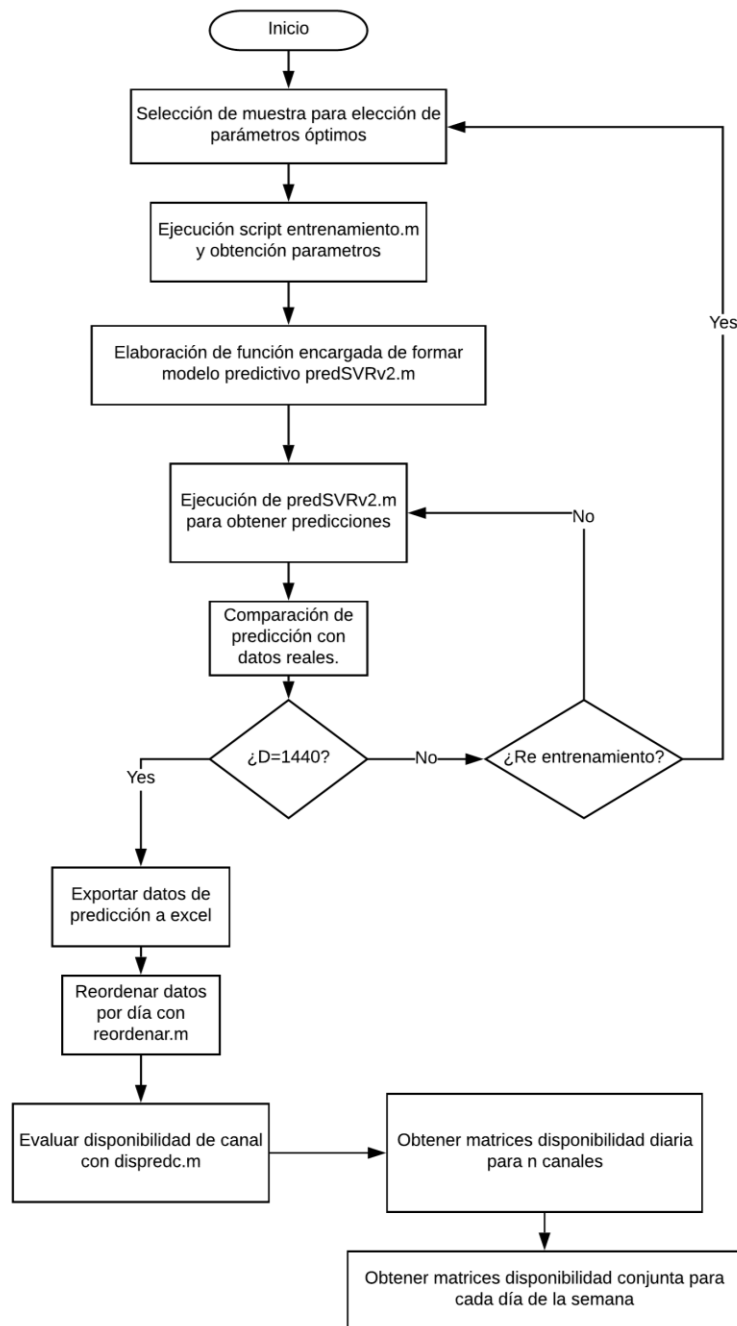 Inicio
Selección de muestra para elección de
parámetros óptimos
Ejecución script entrenamiento.m
y obtención parametros
Yes
Elaboración de función encargada de formar
modelo predictivo predSVRv2.m
Ejecución de predSVRv2.m
para obtener predicciones
No
Comparación de
predicción con
datos reales.
¿D=1440?
No
¿Re entrenamiento?
Yes
Exportar datos de
predicción a excel
Reordenar datos
por día con
reordenar.m
Evaluar disponibilidad de canal
con dispredc.m
Obtener matrices disponibilidad diaria
para n canales
Obtener matrices disponibilidad conjunta para
cada día de la semana